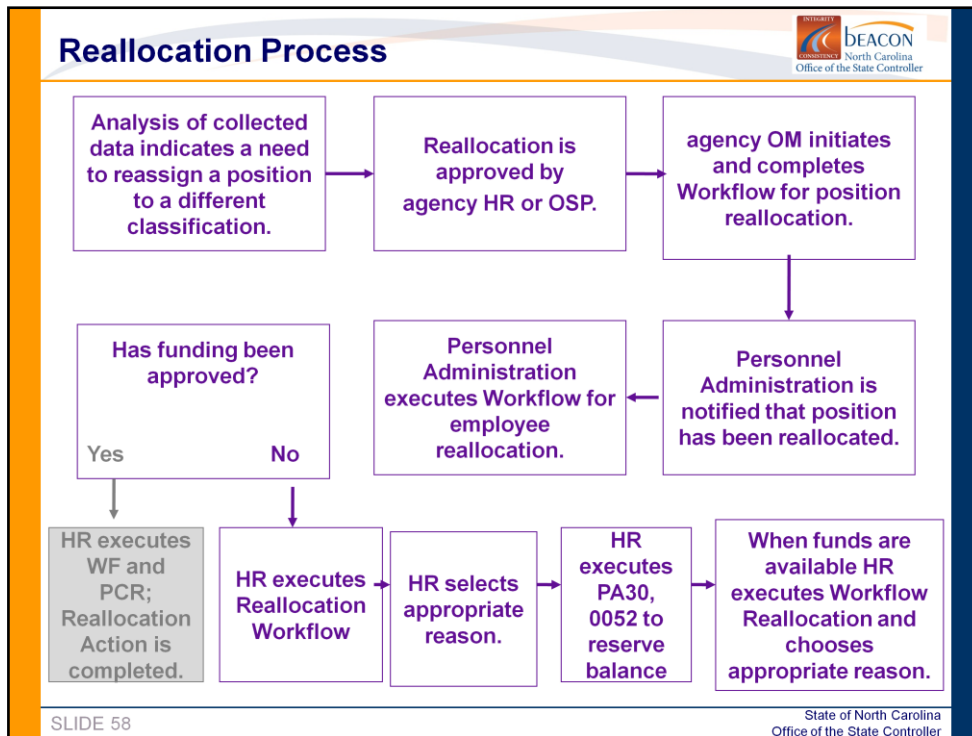 Reallocation Process
INTEGRITY
CONSISTENCY
bEACON
North Carolina
Office of the State Controller
Analysis of collected
data indicates a need
to reassign a position
to a different
classification.
Reallocation is
approved by
agency HR or OSP.
agency OM initiates
and completes
Workflow for position
reallocation.
Has funding been
approved?
Yes
No
Personnel
Administration
executes Workflow for
employee
reallocation.
Personnel
Administration is
notified that position
has been reallocated.
HR executes
WF and
PCR;
Reallocation
Action is
completed.
HR executes
Reallocation
Workflow
HR selects
appropriate
reason.
HR
executes
PA30,
0052 to
reserve
balance
When funds are
available HR
executes Workflow
Reallocation and
chooses
appropriate reason.
SLIDE 58
State of North Carolina
Office of the State Controller